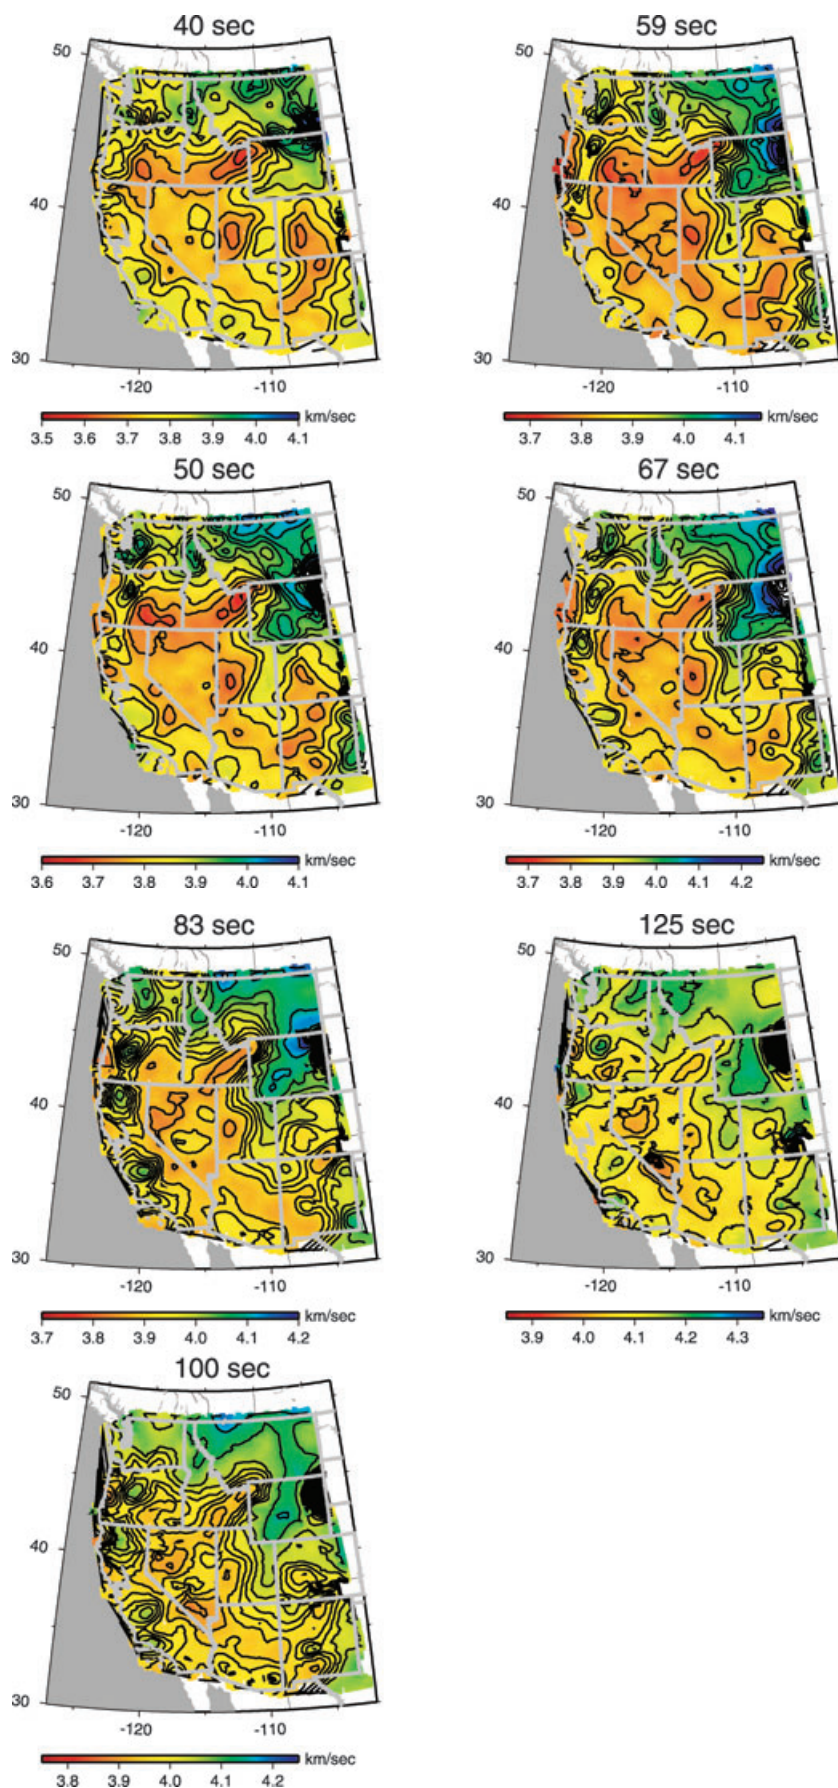 40 sec
50
40
30
-120
-110
km/sec
3.5 3.6 3.7 3.8 3.9 4.0 4.1
59 sec
50
40
30
-120
-110
km/sec
3.7 3.8 3.9 4.0 4.1
50 sec
50
40
30
-120
-110
km/sec
3.6 3.7 3.8 3.9 4.0 4.1
67 sec
50
40
30
-120
-110
km/sec
3.7 3.8 3.9 4.0 4.1 4.2
83 sec
50
40
30
-120
-110
km/sec
3.7 3.8 3.9 4.0 4.1 4.2
125 sec
50
40
30
-120
-110
km/sec
3.9 4.0 4.1 4.2 4.3
100 sec
50
40
30
-120
-110
km/sec
3.8 3.9 4.0 4.1 4.2